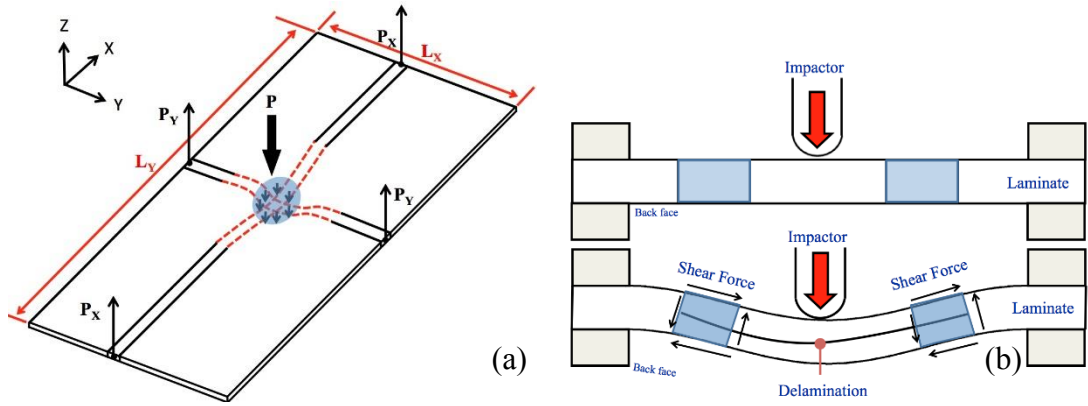 Z
X
Y
P_X
L_X
P_Y
P
L_Y
P_Y
P_X
(a)
Impactor
Laminate
Back face
Impactor
Shear Force
Shear Force
Laminate
Back face
Delamination
(b)